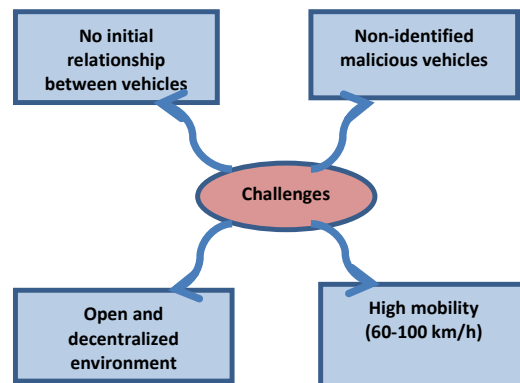 No initial
relationship
between vehicles
Non-identified
malicious vehicles
Challenges
Open and
decentralized
environment
High mobility
(60-100 km/h)